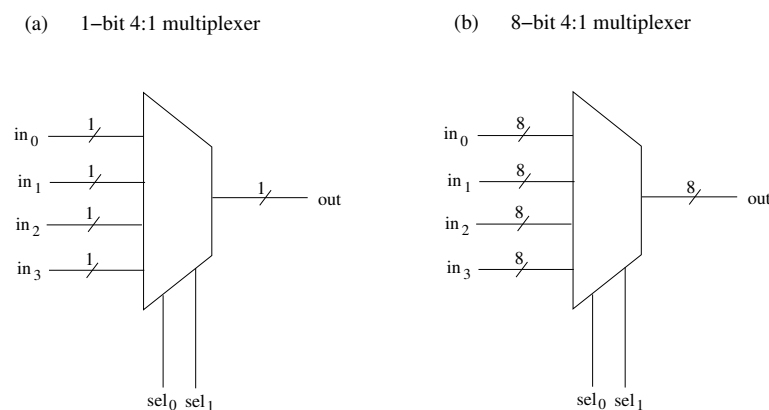 (a) 1-bit 4:1 multiplexer
in0 1
in1 1
in2 1
in3 1
1 out
sel0 sel1
(b) 8-bit 4:1 multiplexer
in0 8
in1 8
in2 8
in3 8
8 out
sel0 sel1